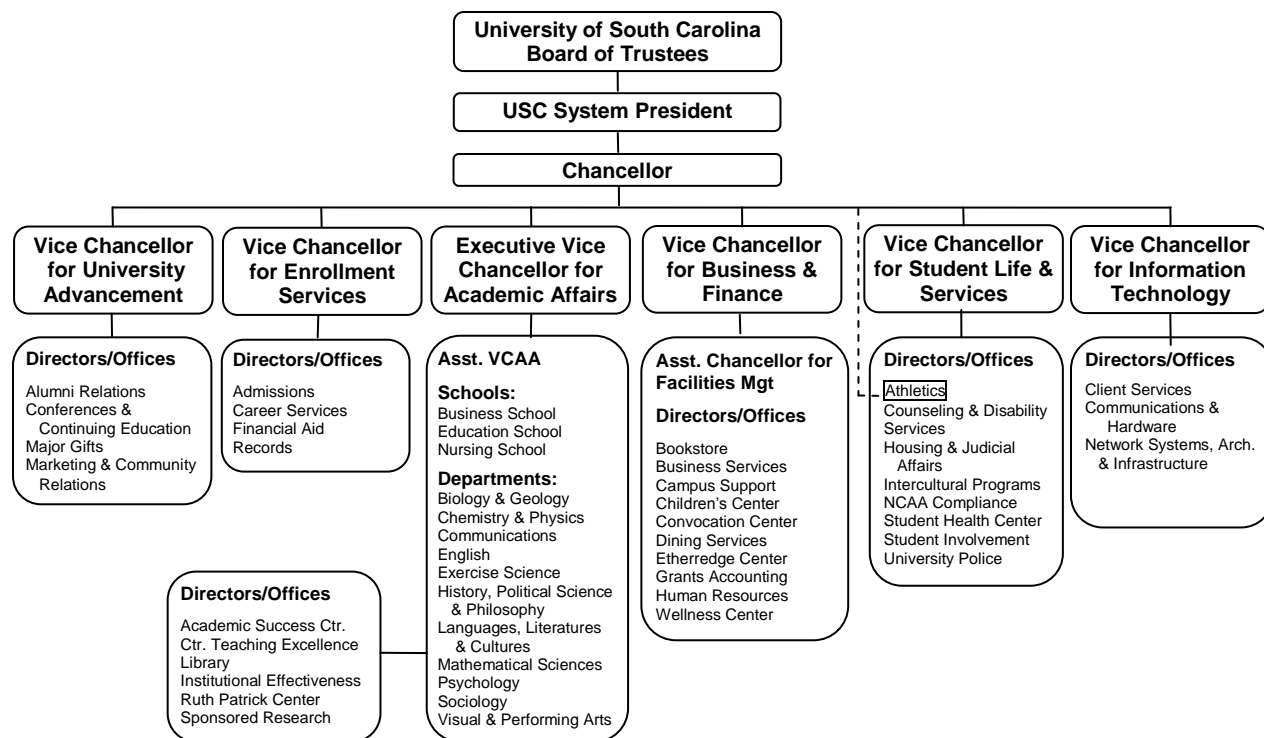 University of South Carolina
Board of Trustees
USC System President
Chancellor
Vice Chancellor
for University
Advancement
Vice Chancellor
for Enrollment
Services
Executive Vice
Chancellor for
Academic Affairs
Vice Chancellor
for Business &
Finance
Vice Chancellor
for Student Life &
Services
Vice Chancellor
for Information
Technology
Directors/Offices
Alumni Relations
Conferences &
Continuing Education
Major Gifts
Marketing & Community
Relations
Directors/Offices
Admissions
Career Services
Financial Aid
Records
Asst. VCAA
Schools:
Business School
Education School
Nursing School
Departments:
Biology & Geology
Chemistry & Physics
Communications
English
Exercise Science
History, Political Science
& Philosophy
Languages, Literatures
& Cultures
Mathematical Sciences
Psychology
Sociology
Visual & Performing Arts
Directors/Offices
Academic Success Ctr.
Ctr. Teaching Excellence
Library
Institutional Effectiveness
Ruth Patrick Center
Sponsored Research
Asst. Chancellor for
Facilities Mgt
Directors/Offices
Bookstore
Business Services
Campus Support
Children's Center
Convocation Center
Dining Services
Etherredge Center
Grants Accounting
Human Resources
Wellness Center
Directors/Offices
Athletics
Counseling & Disability
Services
Housing & Judicial
Affairs
Intercultural Programs
NCAA Compliance
Student Health Center
Student Involvement
University Police
Directors/Offices
Client Services
Communications &
Hardware
Network Systems, Arch.
& Infrastructure